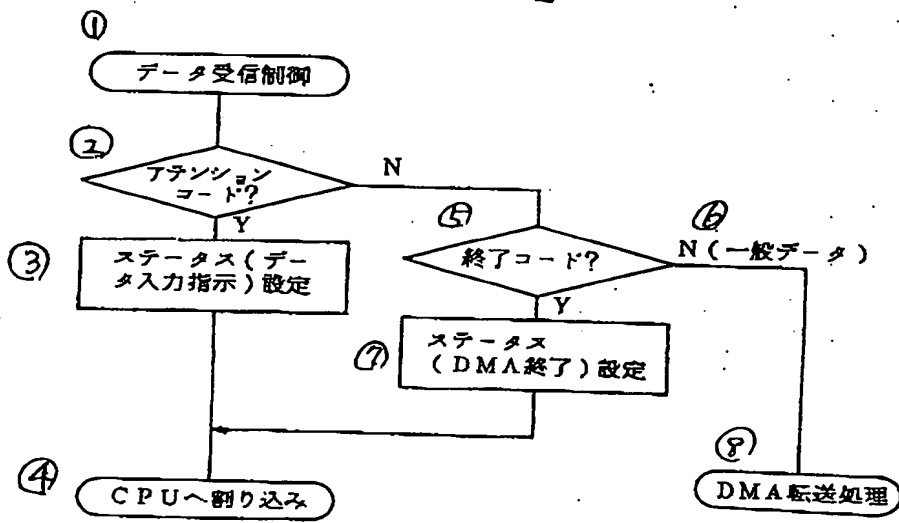 ①
データ受信制御
②
アテンション
コード?
N
Y
③
ステータス(デー
タ入力指示)設定
⑤
終了コード?
⑥
N(一般データ)
Y
⑦
ステータス
(DMA終了)設定
④
CPUへ割り込み
⑧
DMA転送処理